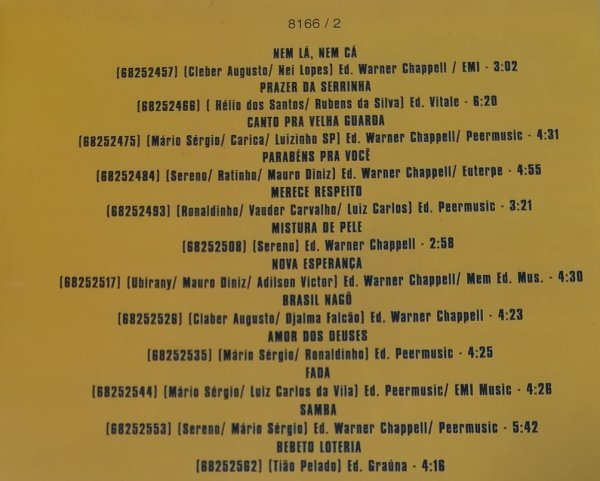 8166 / 2
NEM LÁ, NEM CÁ
(68252457) (Cleber Augusto/ Nei Lopes) Ed. Warner Chappell / EMI - 3:02
PRAZER DA SERRINHA
(68252466) ( Hélio dos Santos/ Rubens da Silva) Ed. Vitale - 6:20
CANTO PRA VELHA GUARDA
(68252475) (Mário Sérgio/ Carica/ Luizinho SP) Ed. Warner Chappell/ Peermusic - 4:31
PARABÉNS PRA VOCÊ
(68252484) (Sereno/ Ratinho/ Mauro Diniz) Ed. Warner Chappell/ Euterpe - 4:55
MERECE RESPEITO
(68252493) (Ronaldinho/ Vauder Carvalho/ Luiz Carlos) Ed. Peermusic - 3:21
MISTURA DE PELE
(68252508) (Sereno) Ed. Warner Chappell - 2:58
NOVA ESPERANÇA
(68252517) (Ubirany/ Mauro Diniz/ Adilson Victor) Ed. Warner Chappell/ Mem Ed. Mus. - 4:30
BRASIL NAGÔ
(68252526) (Claber Augusto/ Djalma Falcão) Ed. Warner Chappell - 4:23
AMOR DOS DEUSES
(68252535) (Mário Sérgio/ Ronaldinho) Ed. Peermusic - 4:25
FADA
(68252544) (Mário Sérgio/ Luiz Carlos da Vila) Ed. Peermusic/ EMI Music - 4:26
SAMBA
(68252553) (Sereno/ Mário Sérgio) Ed. Warner Chappell/ Peermusic - 5:42
BEBETO LOTERIA
(68252562) (Tião Pelado) Ed. Graúna - 4:16